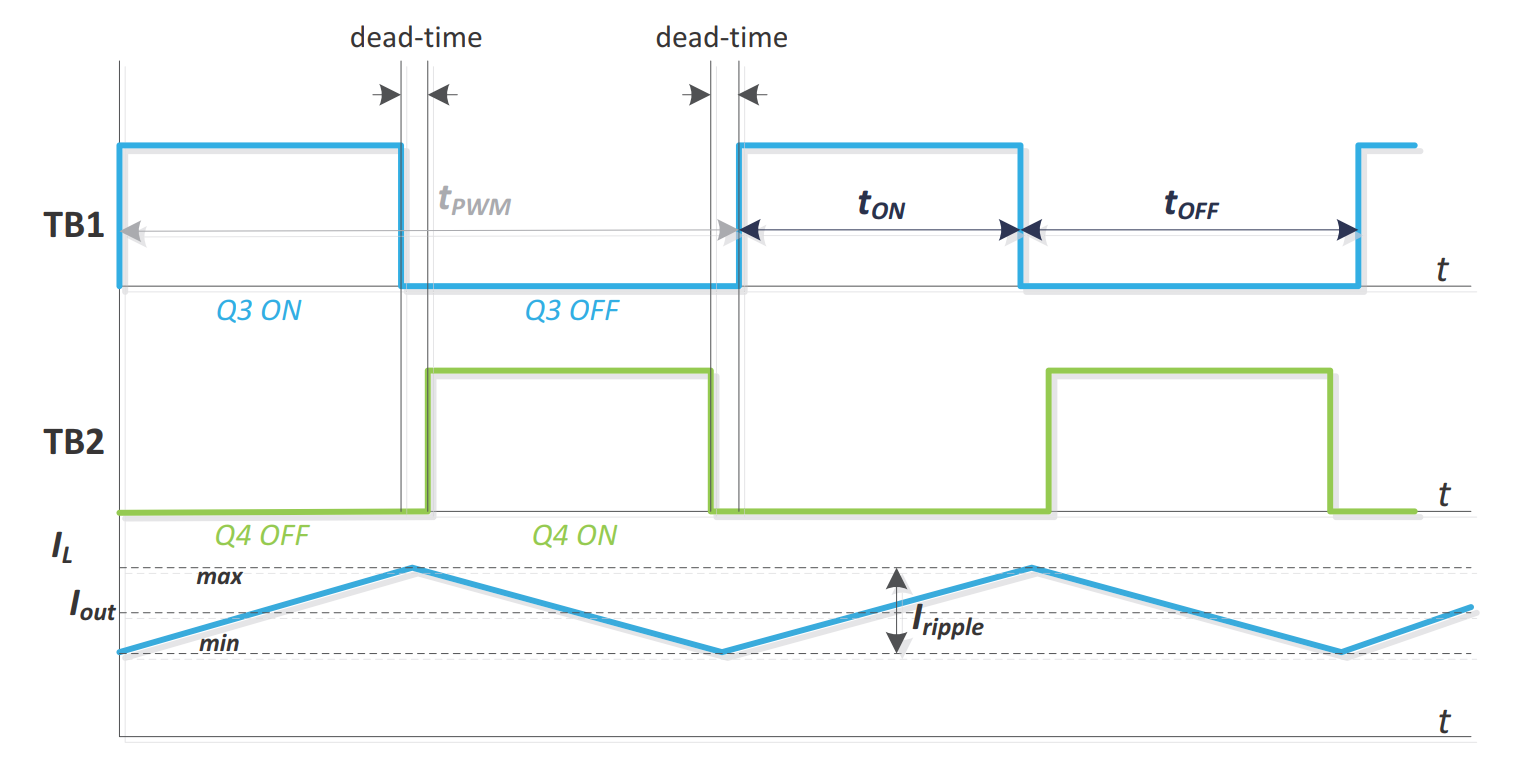 dead-time dead-time
TB1
tPWM
tON
tOFF
t
Q3 ON
Q3 OFF
TB2
t
Q4 OFF
Q4 ON
IL
max
Iout
min
Iripple
t